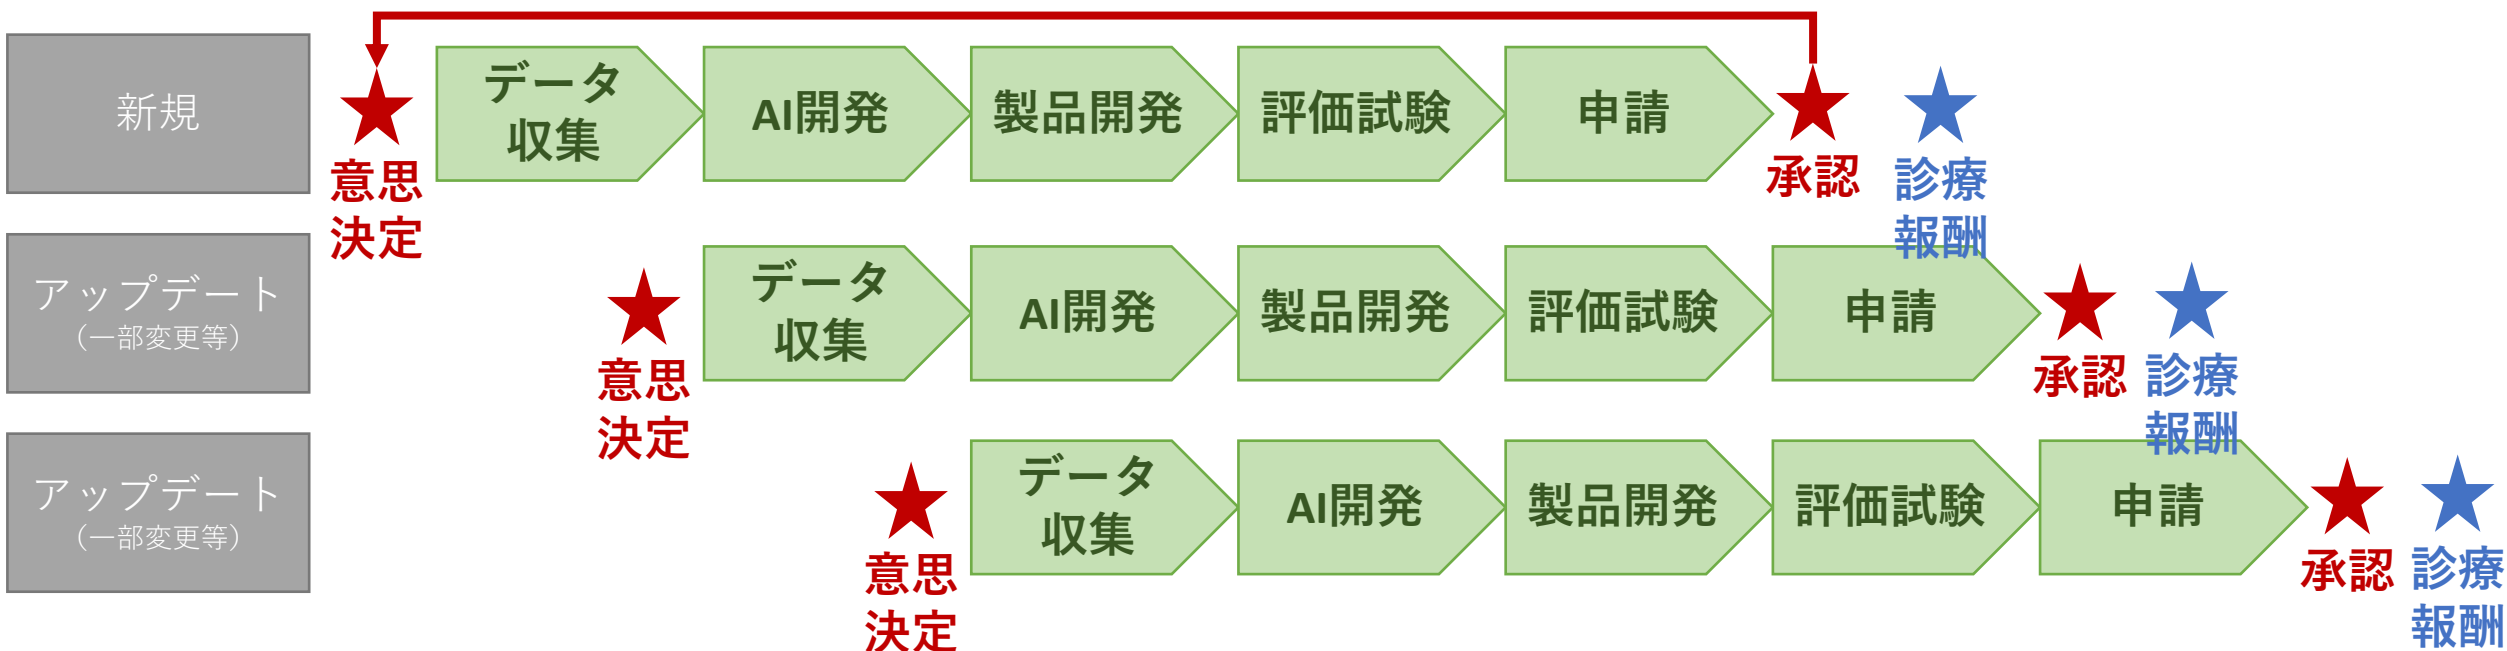 新規
意思
決定
データ
収集
AI開発
製品開発
評価試験
申請
承認
診療
報酬
アップデート
（一部変更等）
意思
決定
データ
収集
AI開発
製品開発
評価試験
申請
承認
診療
報酬
アップデート
（一部変更等）
意思
決定
データ
収集
AI開発
製品開発
評価試験
申請
承認
診療
報酬